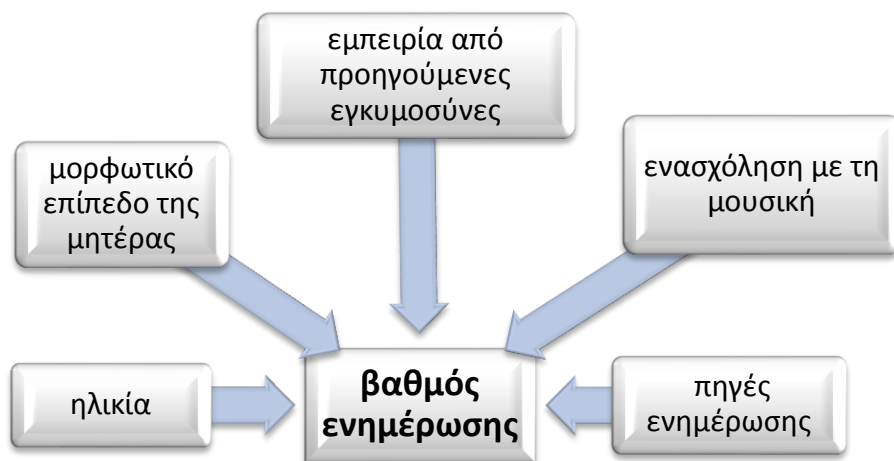 εμπειρία από
προηγούμενες
εγκυμοσύνες
μορφωτικό
επίπεδο της
μητέρας
ενασχόληση με τη
μουσική
ηλικία
βαθμός
ενημέρωσης
πηγές
ενημέρωσης